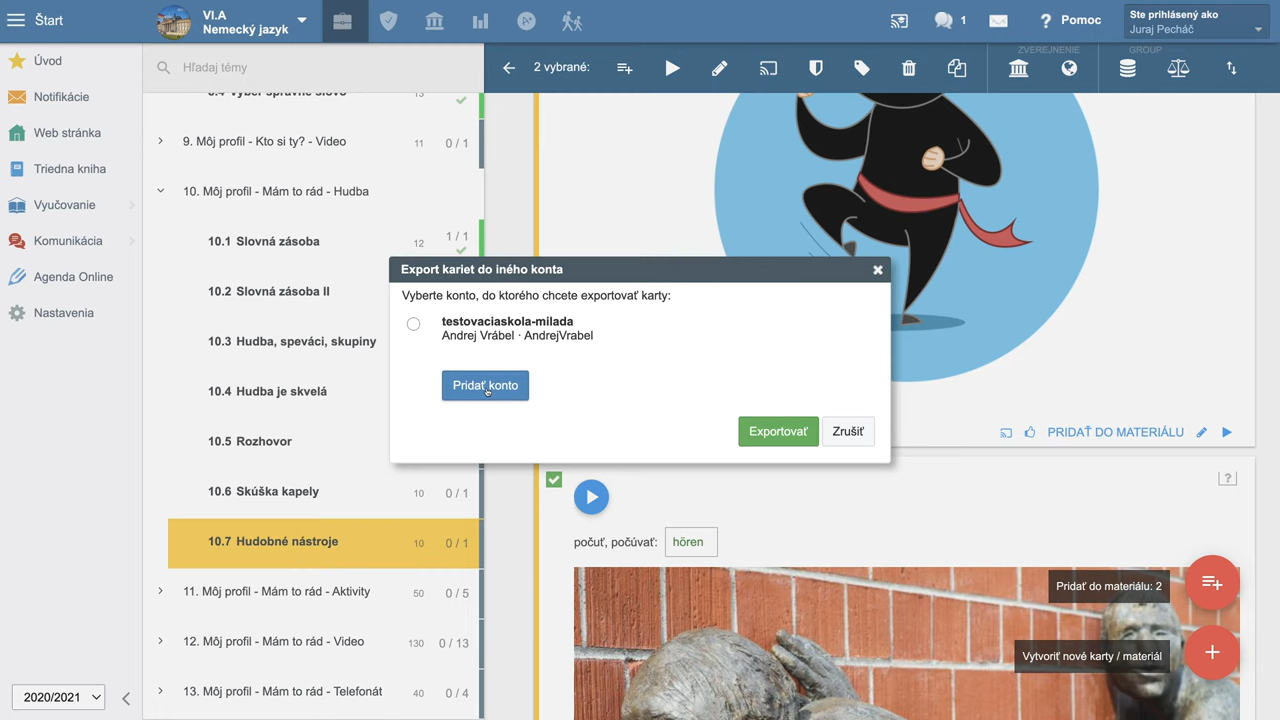 Štart
VI.A
Nemecký jazyk
1
Pomoc
Ste prihlásený ako
Juraj Pecháč
Úvod
Notifikácie
Web stránka
Triedna kniha
Vyučovanie
Komunikácia
Agenda Online
Nastavenia
2020/2021
Hľadaj témy
2 vybrané:
ZVEREJNENIE
GROUP
8.4 Vyber správne slovo 13
9. Môj profil - Kto si ty? - Video 11 0 / 1
10. Môj profil - Mám to rád - Hudba
10.1 Slovná zásoba 12 1 / 1
10.2 Slovná zásoba II
10.3 Hudba, speváci, skupiny
10.4 Hudba je skvelá
10.5 Rozhovor
10.6 Skúška kapely 10 0 / 1
10.7 Hudobné nástroje 10 0 / 1
11. Môj profil - Mám to rád - Aktivity 50 0 / 5
12. Môj profil - Mám to rád - Video 130 0 / 13
13. Môj profil - Mám to rád - Telefonát 40 0 / 4
Export kariet do iného konta
Vyberte konto, do ktorého chcete exportovať karty:
testovaciaskola-milada
Andrej Vrábel · AndrejVrabel
Pridať konto
Exportovať
Zrušiť
PRIDAŤ DO MATERIÁLU
?
počuť, počúvať: hören
Pridať do materiálu: 2
Vytvoriť nové karty / materiál